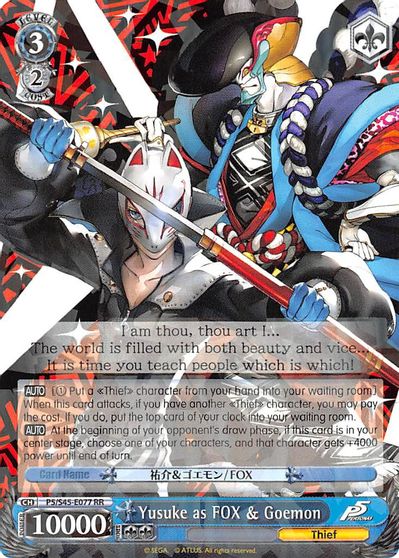 LEVEL
3
2
COST
I am thou, thou art I...
The world is filled with both beauty and vice...
It is time you teach people which is which!
AUTO [(1) Put a «Thief» character from your hand into your waiting room]
When this card attacks, if you have another «Thief» character, you may pay
the cost. If you do, put the top card of your clock into your waiting room.
AUTO At the beginning of your opponent's draw phase, if this card is in your
center stage, choose one of your characters, and that character gets +4000
power until end of turn.
Card Name
祐介&ゴエモン/FOX
CH
P5/S45-E077 RR
POWER
10000
Yusuke as FOX & Goemon
P5
PERSONA5
Thief
© SEGA © ATLUS. All rights reserved.